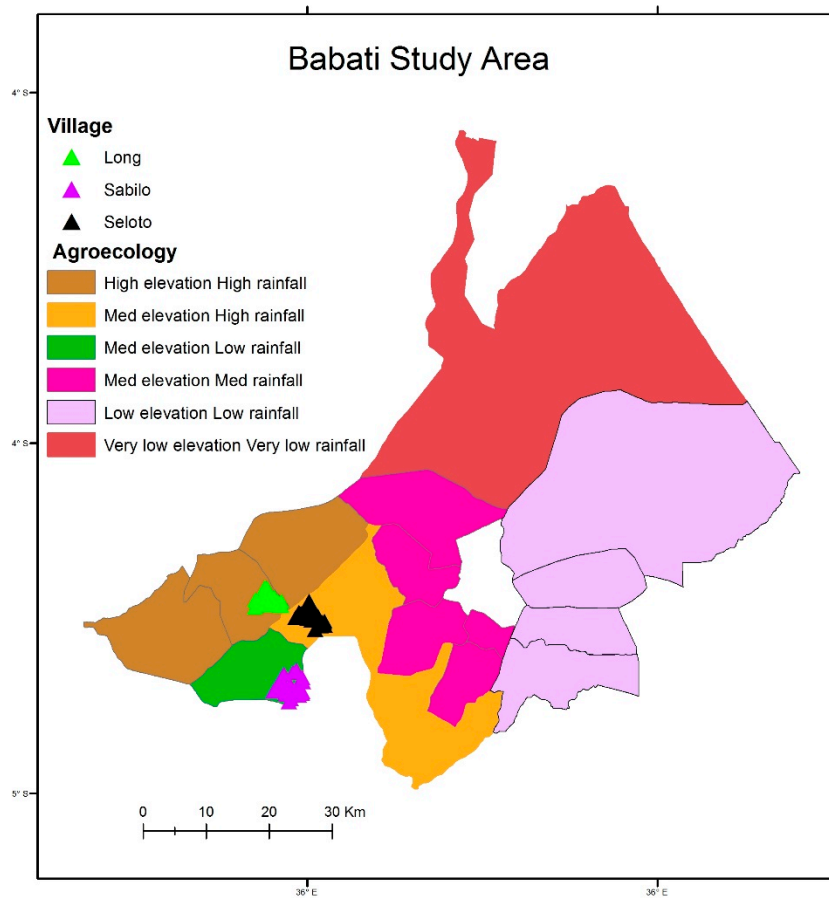 Babati Study Area
4° S
Village
Long
Sabilo
Seloto
Agroecology
High elevation High rainfall
Med elevation High rainfall
Med elevation Low rainfall
Med elevation Med rainfall
Low elevation Low rainfall
Very low elevation Very low rainfall
4° S
5° S
0 10 20 30 Km
36° E
36° E